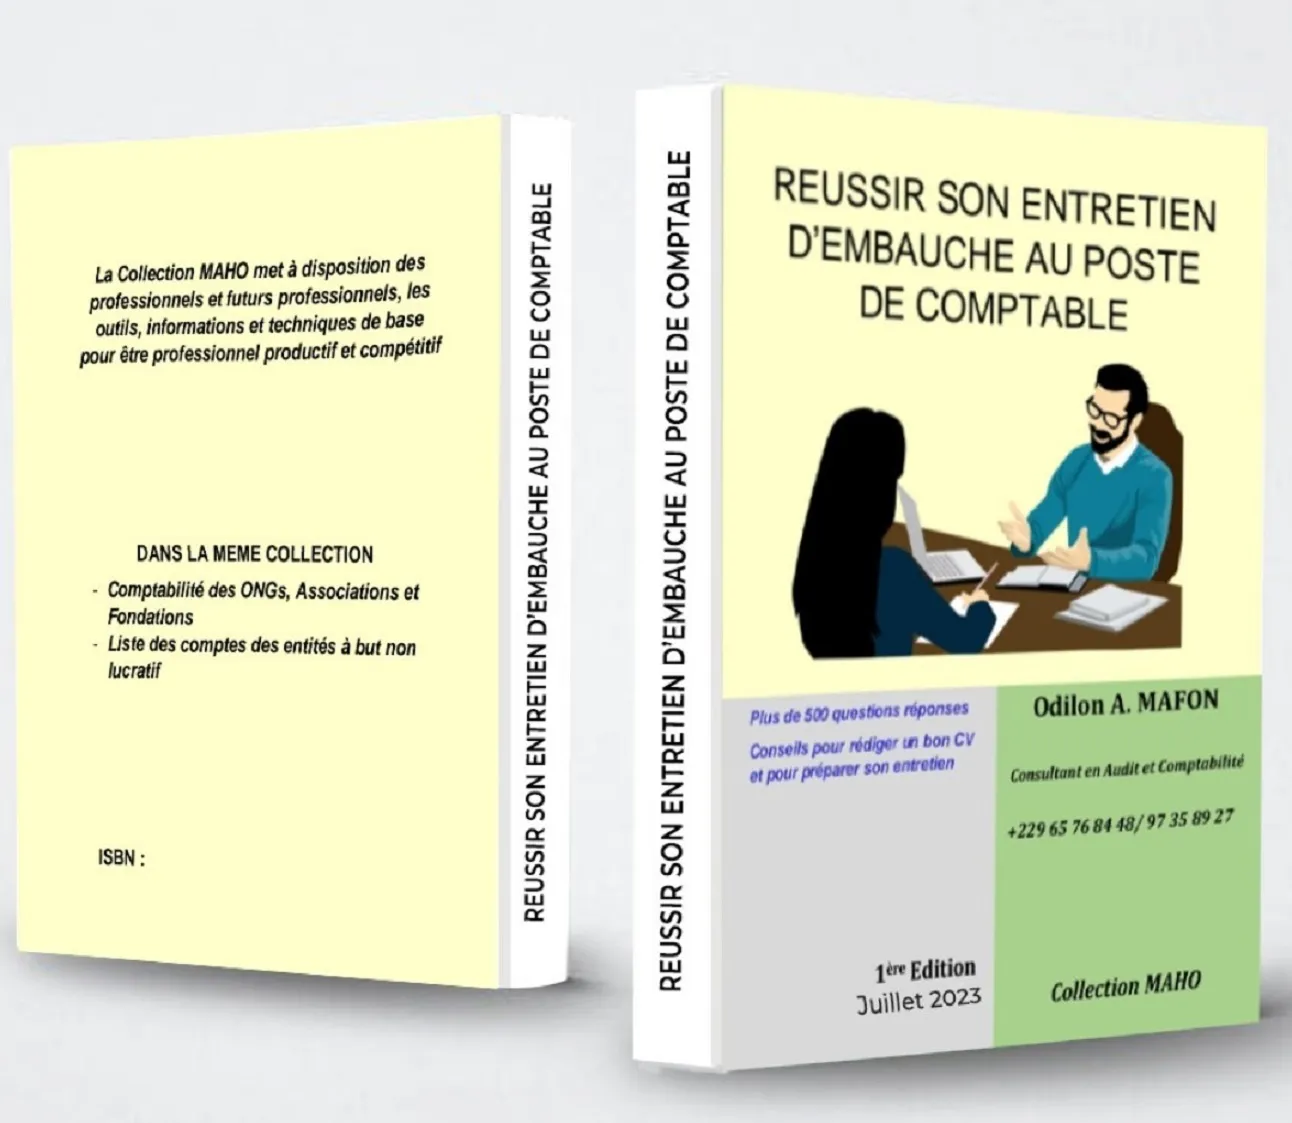 La Collection MAHO met à disposition des
professionnels et futurs professionnels, les
outils, informations et techniques de base
pour être professionnel productif et compétitif
DANS LA MEME COLLECTION
- Comptabilité des ONGs, Associations et
Fondations
- Liste des comptes des entités à but non
lucratif
ISBN :
REUSSIR SON ENTRETIEN D'EMBAUCHE AU POSTE DE COMPTABLE
REUSSIR SON ENTRETIEN D'EMBAUCHE AU POSTE DE COMPTABLE
REUSSIR SON ENTRETIEN
D'EMBAUCHE AU POSTE
DE COMPTABLE
Plus de 500 questions réponses
Conseils pour rédiger un bon CV
et pour préparer son entretien
1ère Edition
Juillet 2023
Odilon A. MAFON
Consultant en Audit et Comptabilité
+229 65 76 84 48/ 97 35 89 27
Collection MAHO